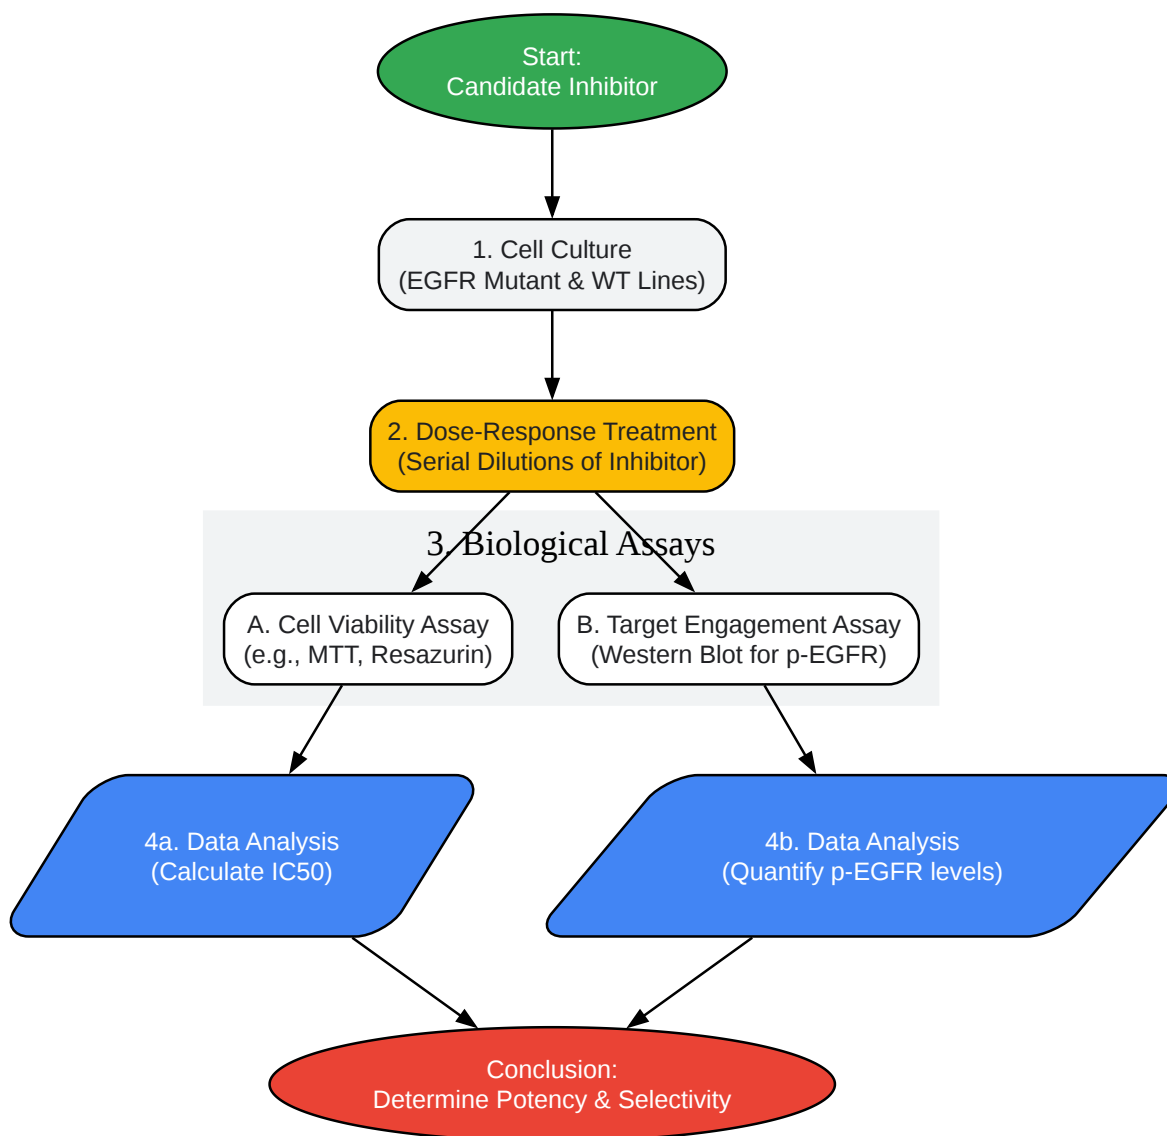 Start:
Candidate Inhibitor
1. Cell Culture
(EGFR Mutant & WT Lines)
2. Dose-Response Treatment
(Serial Dilutions of Inhibitor)
3. Biological Assays
A. Cell Viability Assay
(e.g., MTT, Resazurin)
B. Target Engagement Assay
(Western Blot for p-EGFR)
4a. Data Analysis
(Calculate IC50)
4b. Data Analysis
(Quantify p-EGFR levels)
Conclusion:
Determine Potency & Selectivity